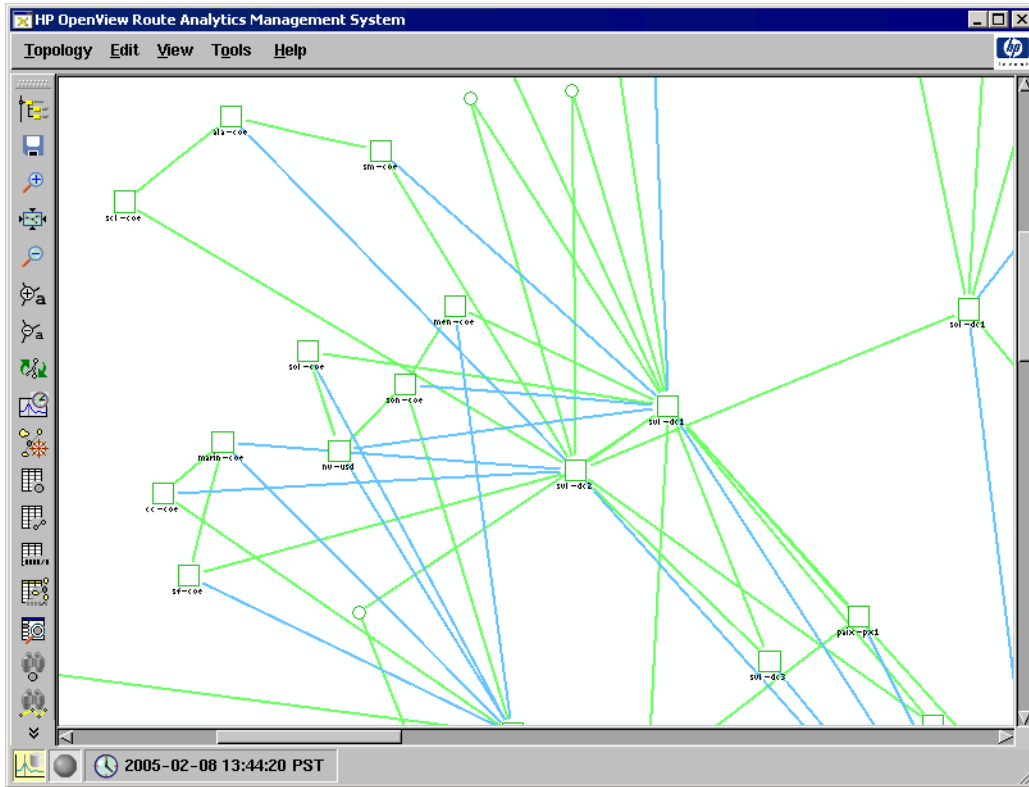 HP OpenView Route Analytics Management System
Topology Edit View Tools Help
hp
invent
ala-coe
sm-coe
scl-coe
men-coe
sol-dc1
sol-coe
son-coe
svl-dc1
marin-coe
nv-usd
svl-dc2
cc-coe
sf-coe
paix-px1
svl-dc3
a
a
2005-02-08 13:44:20 PST